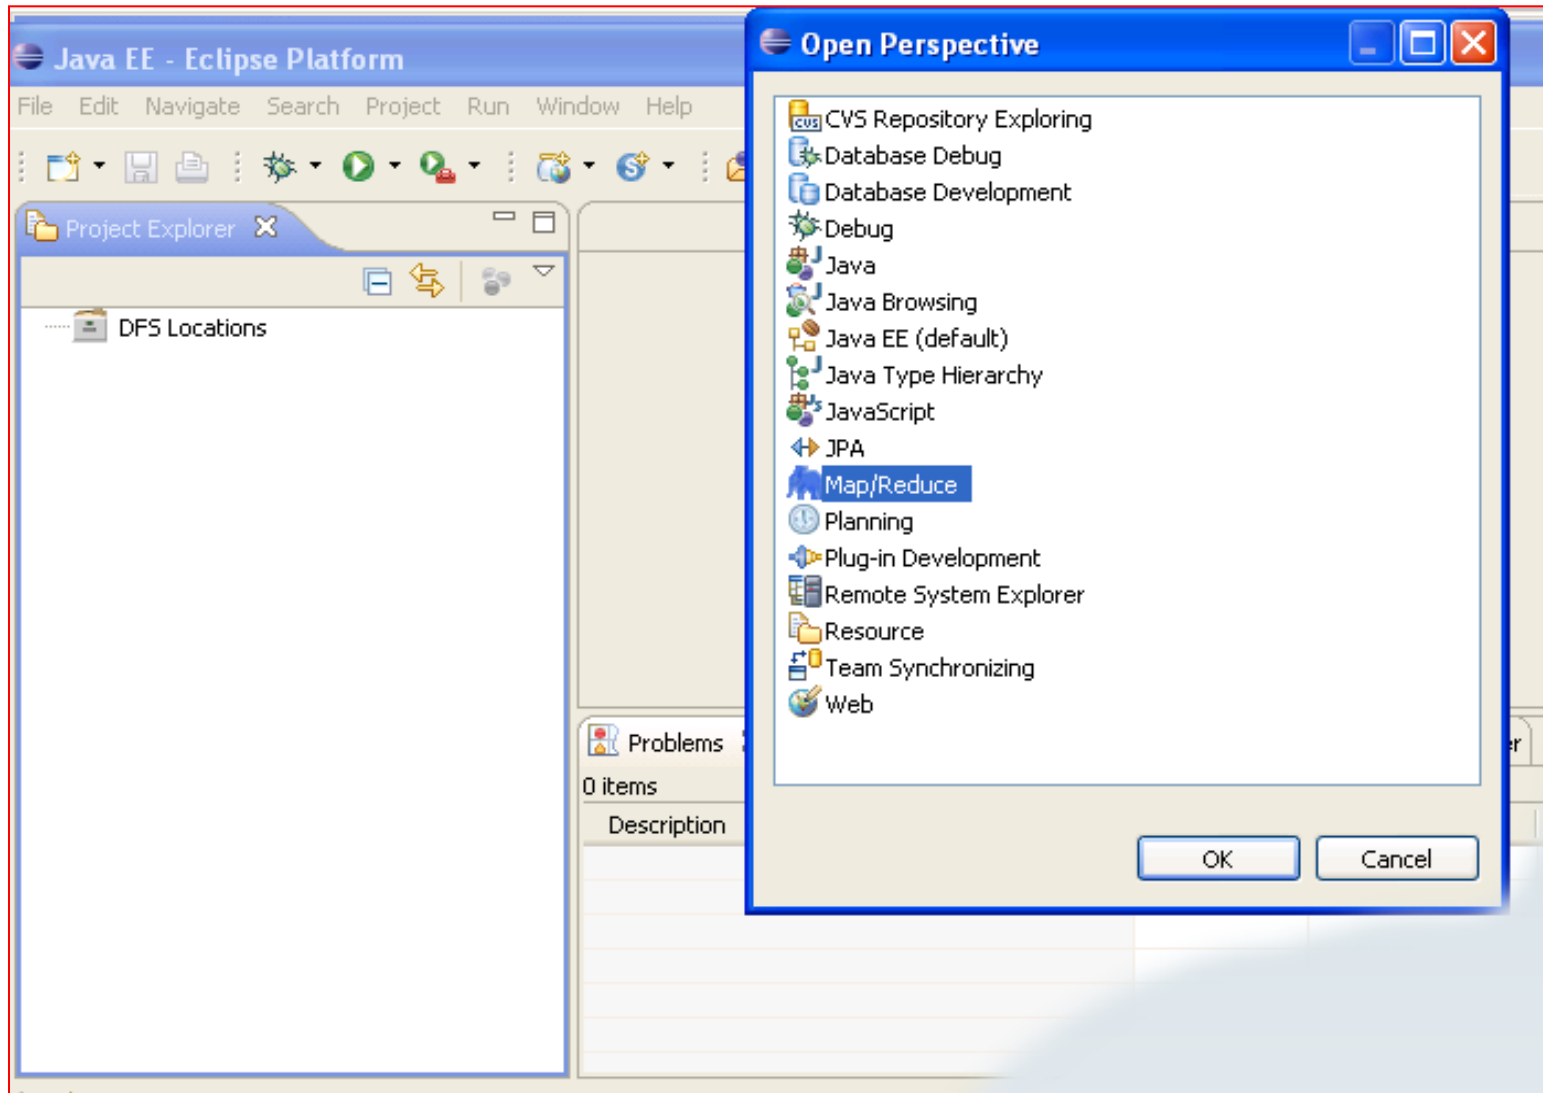 Java EE - Eclipse Platform
File Edit Navigate Search Project Run Window Help
Project Explorer
DFS Locations
Problems
0 items
Description
Open Perspective
CVS Repository Exploring
Database Debug
Database Development
Debug
Java
Java Browsing
Java EE (default)
Java Type Hierarchy
JavaScript
JPA
Map/Reduce
Planning
Plug-in Development
Remote System Explorer
Resource
Team Synchronizing
Web
OK Cancel